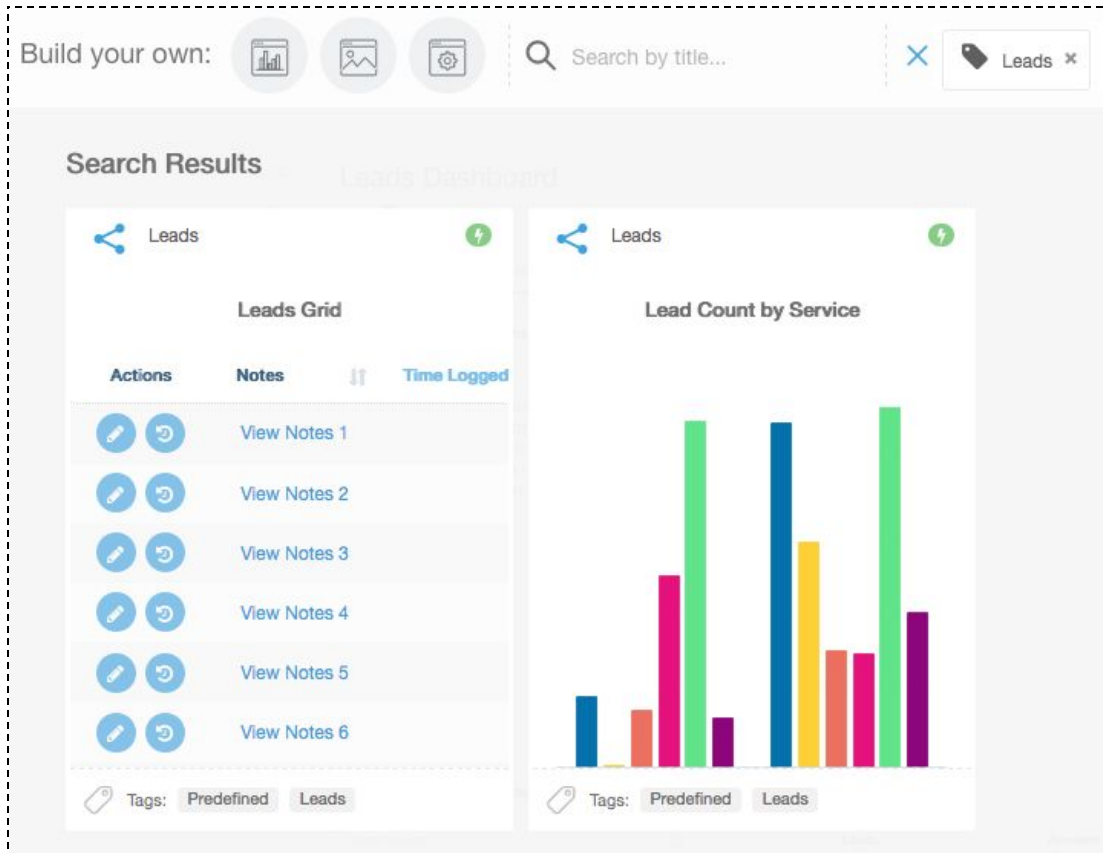 Build your own:
Search by title...
Leads ×
Search Results
Leads Dashboard
Leads
Leads Grid
Actions Notes Time Logged
View Notes 1
View Notes 2
View Notes 3
View Notes 4
View Notes 5
View Notes 6
Tags: Predefined Leads
Leads
Lead Count by Service
Tags: Predefined Leads